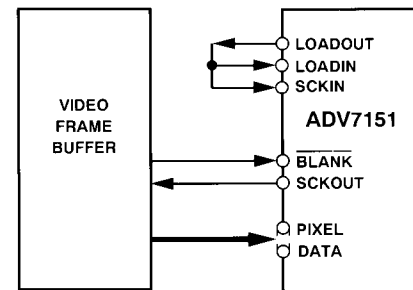 VIDEO
FRAME
BUFFER
LOADOUT
LOADIN
SCKIN
ADV7151
BLANK
SCKOUT
PIXEL
DATA